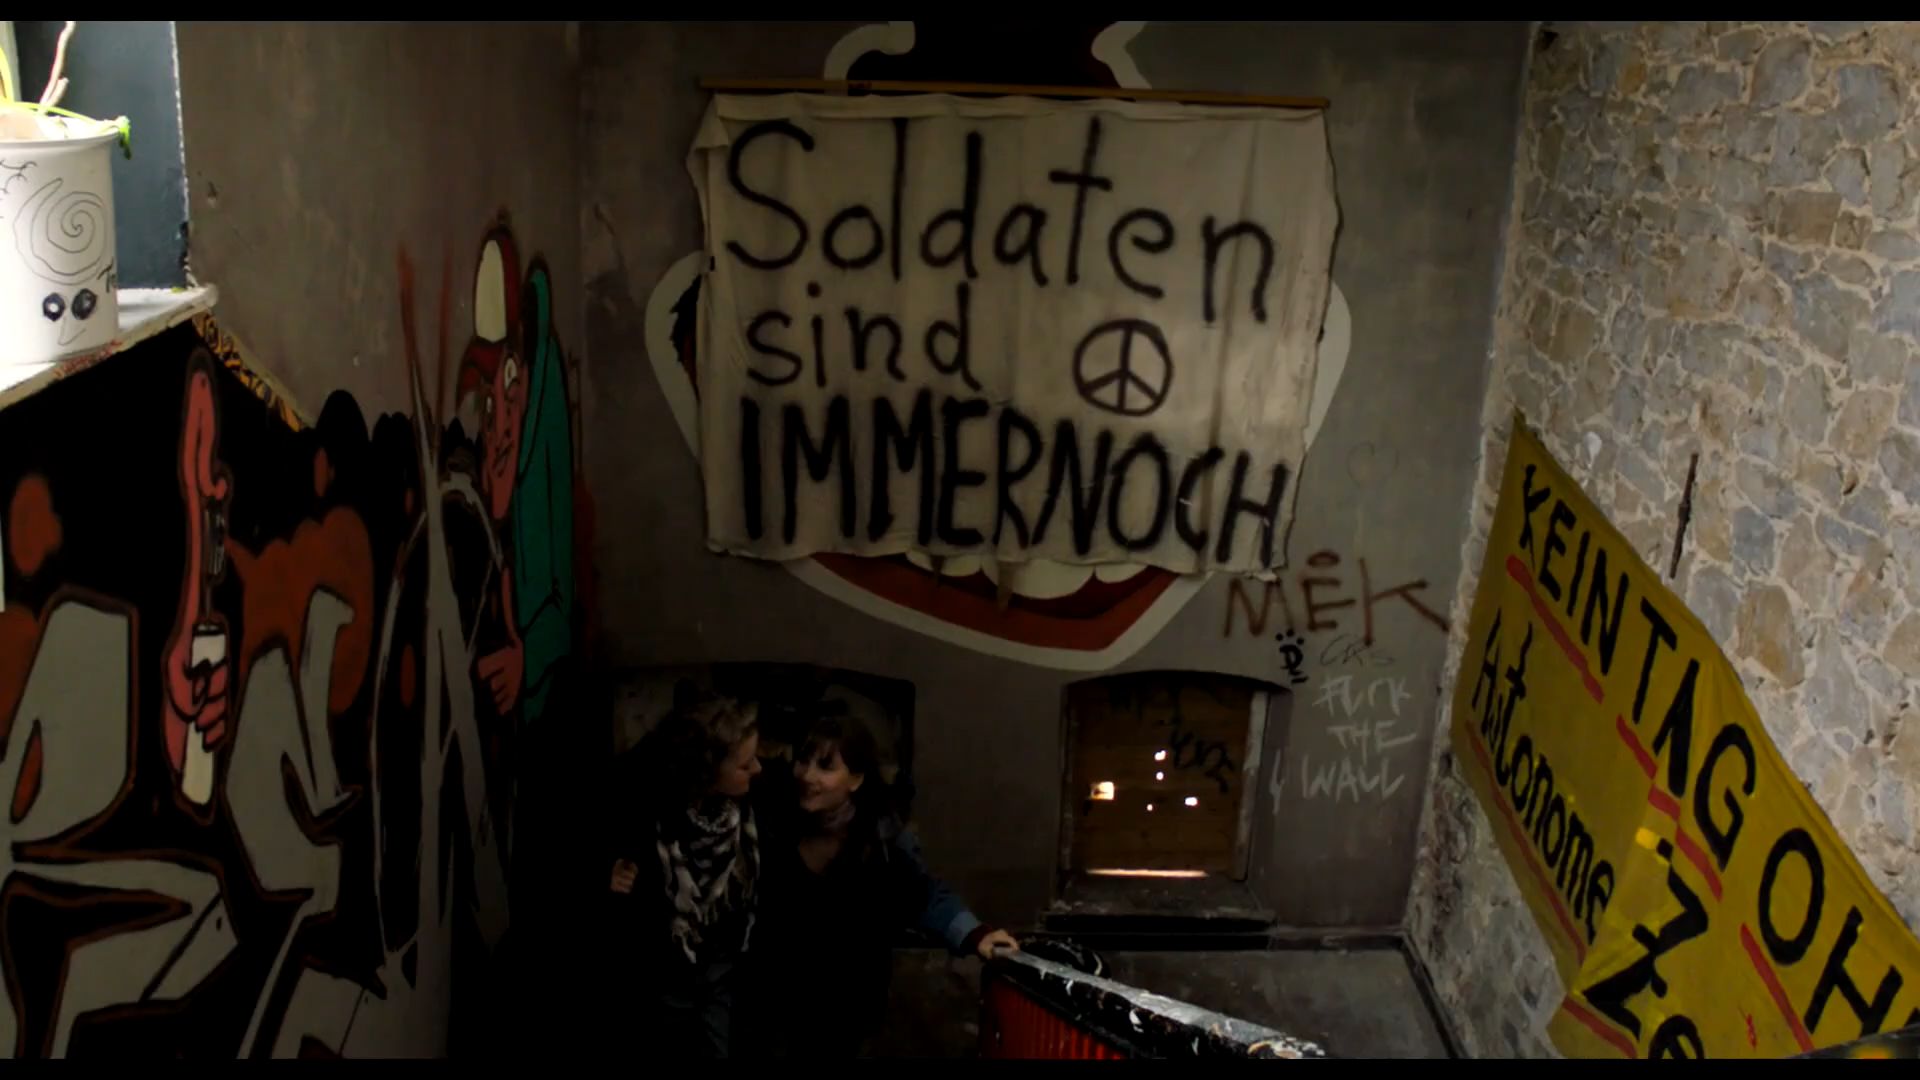 Soldaten
sind
IMMERNOCH
MEK
FUCK
THE
WALL
KEIN TAG OH
Autonome
Ze